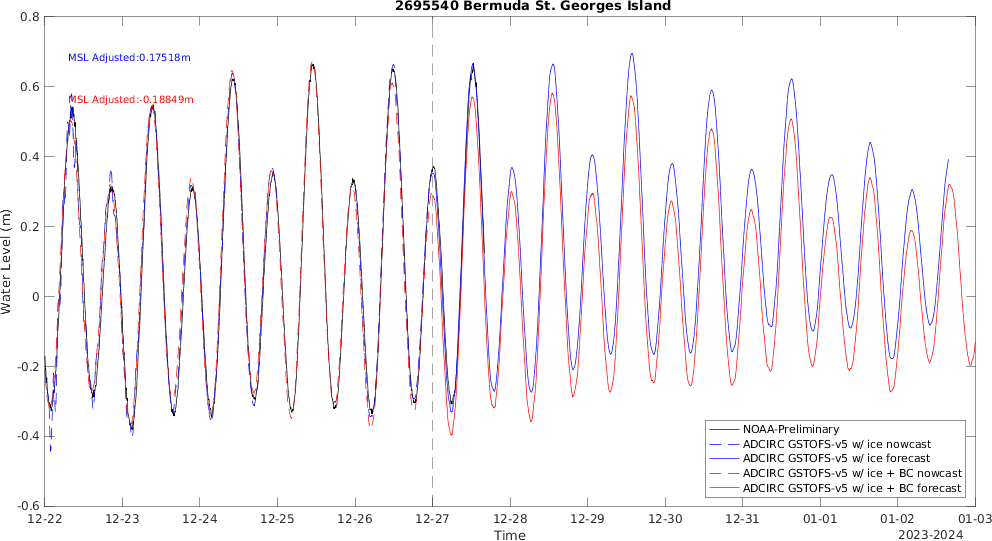 2695540 Bermuda St. Georges Island
0.8
0.6
0.4
0.2
0
-0.2
-0.4
-0.6
Water Level (m)
MSL Adjusted:0.17518m
MSL Adjusted:-0.18849m
NOAA-Preliminary
ADCIRC GSTOFS-v5 w/ ice nowcast
ADCIRC GSTOFS-v5 w/ ice forecast
ADCIRC GSTOFS-v5 w/ ice + BC nowcast
ADCIRC GSTOFS-v5 w/ ice + BC forecast
12-22 12-23 12-24 12-25 12-26 12-27 12-28 12-29 12-30 12-31 01-01 01-02 01-03
Time
2023-2024